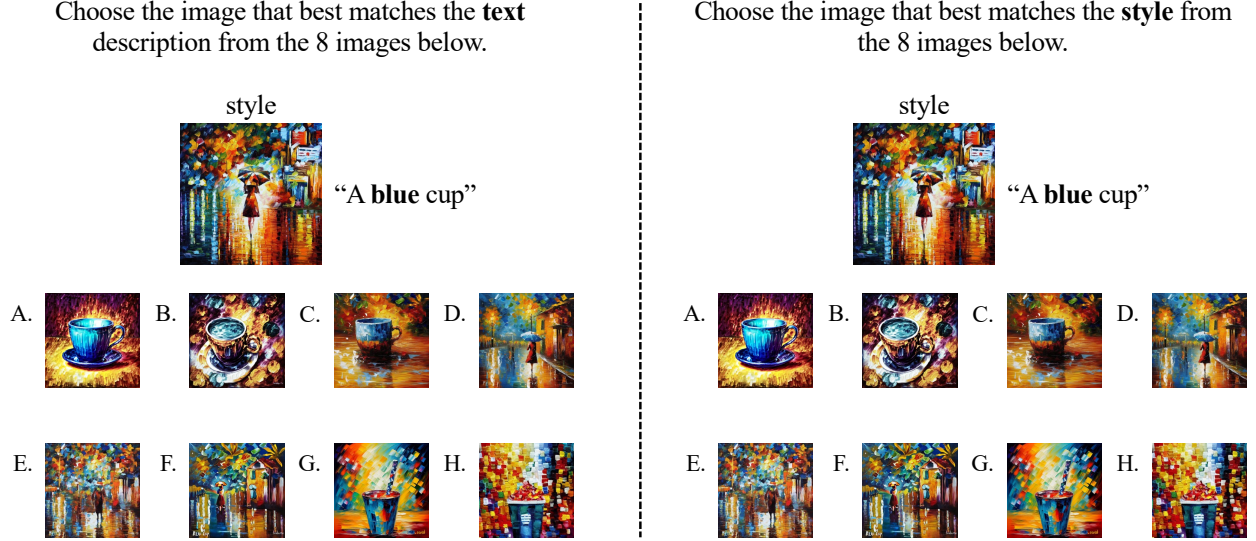 Choose the image that best matches the text
description from the 8 images below.
style
“A blue cup”
A.
B.
C.
D.
E.
F.
G.
H.
Choose the image that best matches the style from
the 8 images below.
style
“A blue cup”
A.
B.
C.
D.
E.
F.
G.
H.